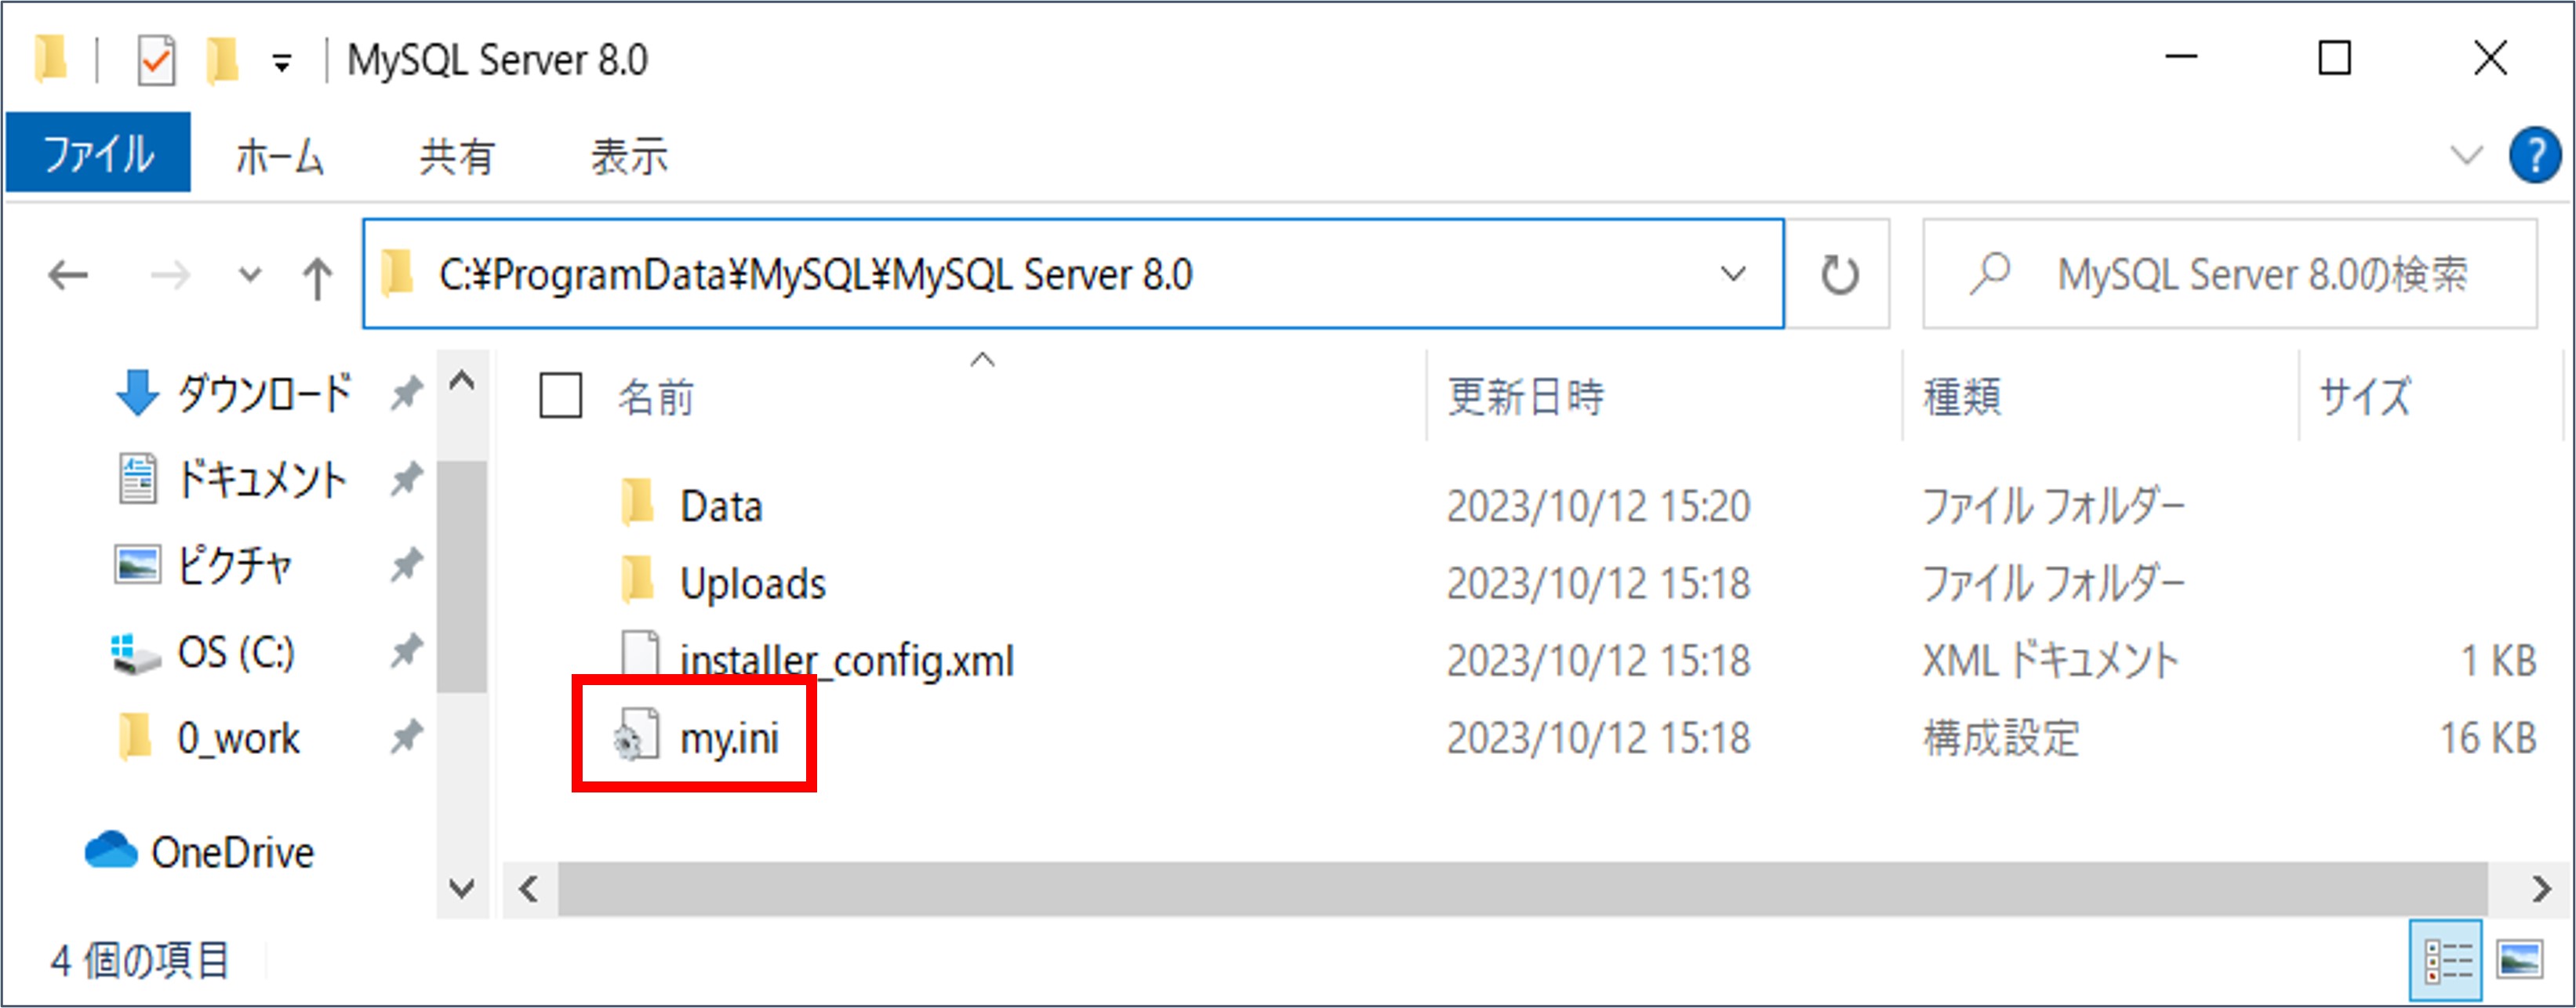 MySQL Server 8.0
ファイル ホーム 共有 表示 ?
C:¥ProgramData¥MySQL¥MySQL Server 8.0
MySQL Server 8.0の検索
ダウンロード
ドキュメント
ピクチャ
OS (C:)
0_work
OneDrive
名前 更新日時 種類 サイズ
Data 2023/10/12 15:20 ファイル フォルダー
Uploads 2023/10/12 15:18 ファイル フォルダー
installer_config.xml 2023/10/12 15:18 XML ドキュメント 1 KB
my.ini 2023/10/12 15:18 構成設定 16 KB
4 個の項目